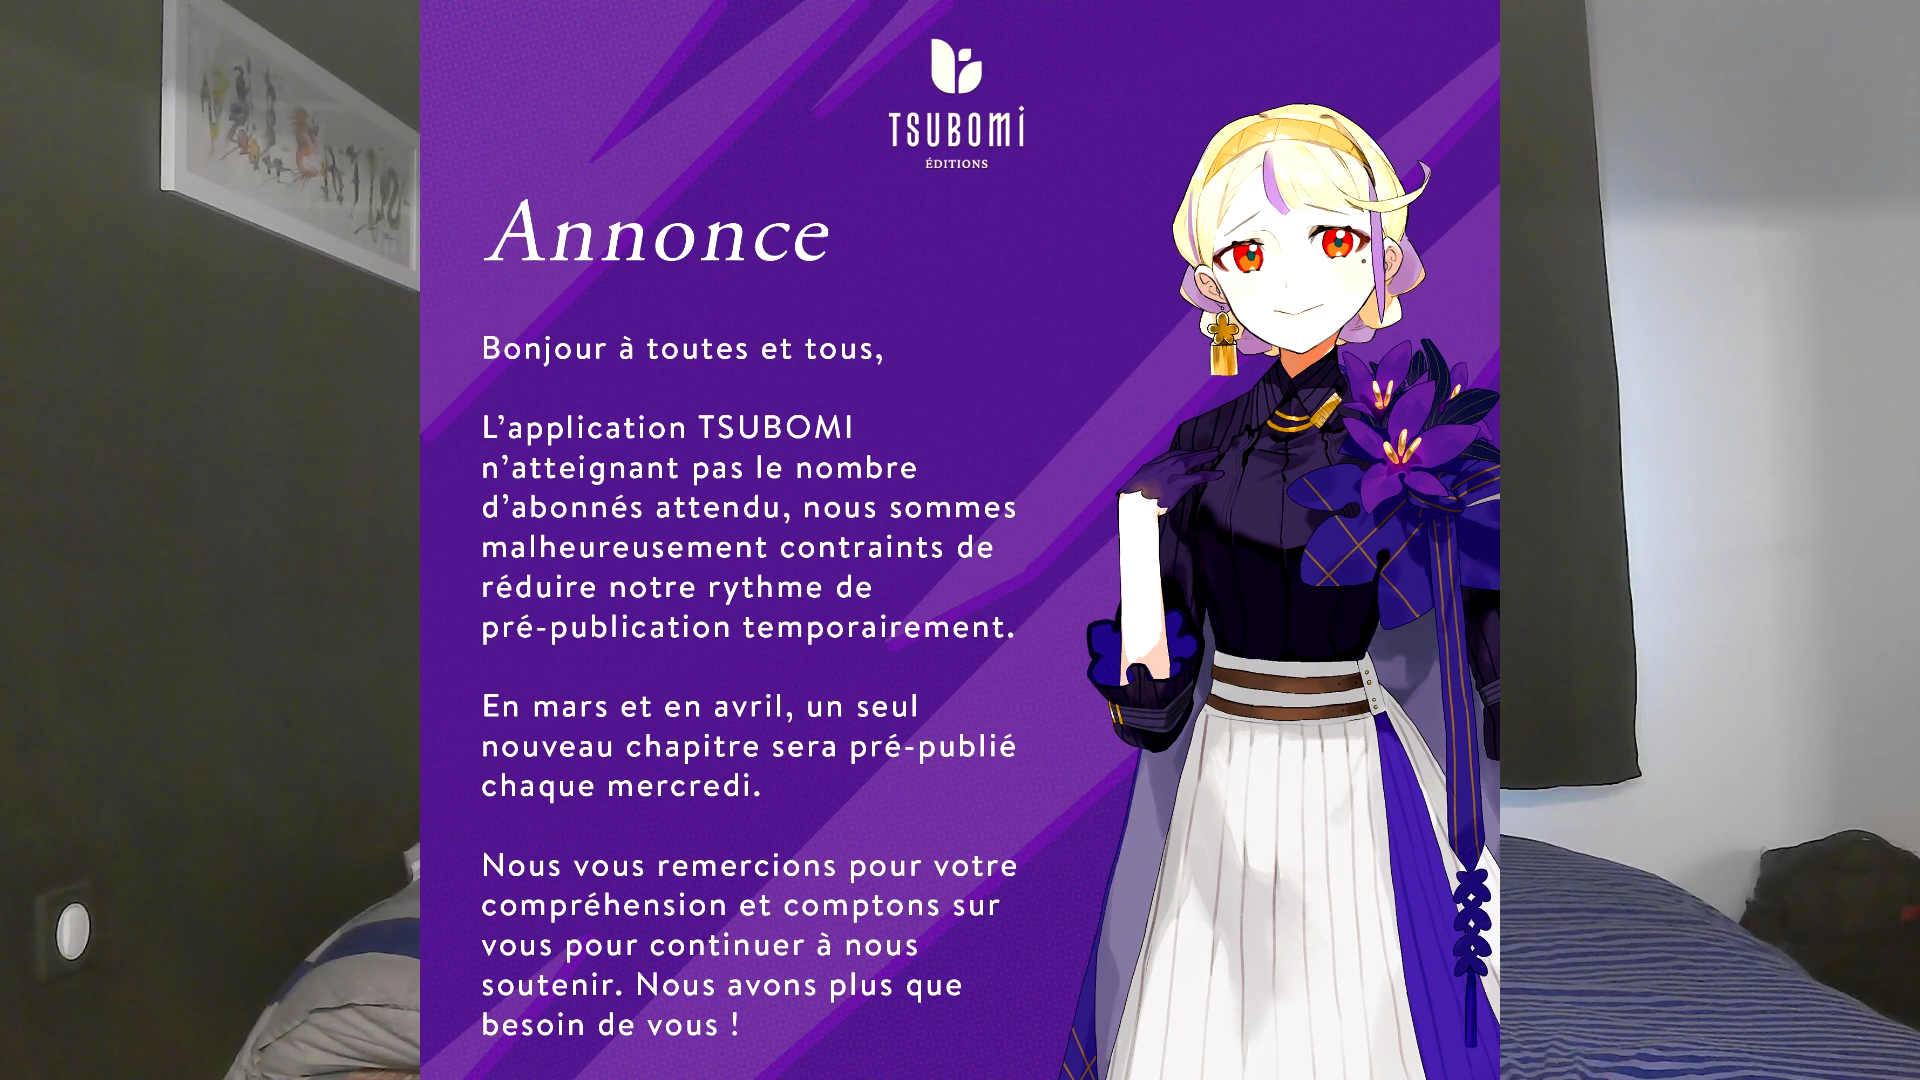 TSUBOMI
ÉDITIONS
Annonce
Bonjour à toutes et tous,
L’application TSUBOMI
n’atteignant pas le nombre
d’abonnés attendu, nous sommes
malheureusement contraints de
réduire notre rythme de
pré-publication temporairement.
En mars et en avril, un seul
nouveau chapitre sera pré-publié
chaque mercredi.
Nous vous remercions pour votre
compréhension et comptons sur
vous pour continuer à nous
soutenir. Nous avons plus que
besoin de vous !